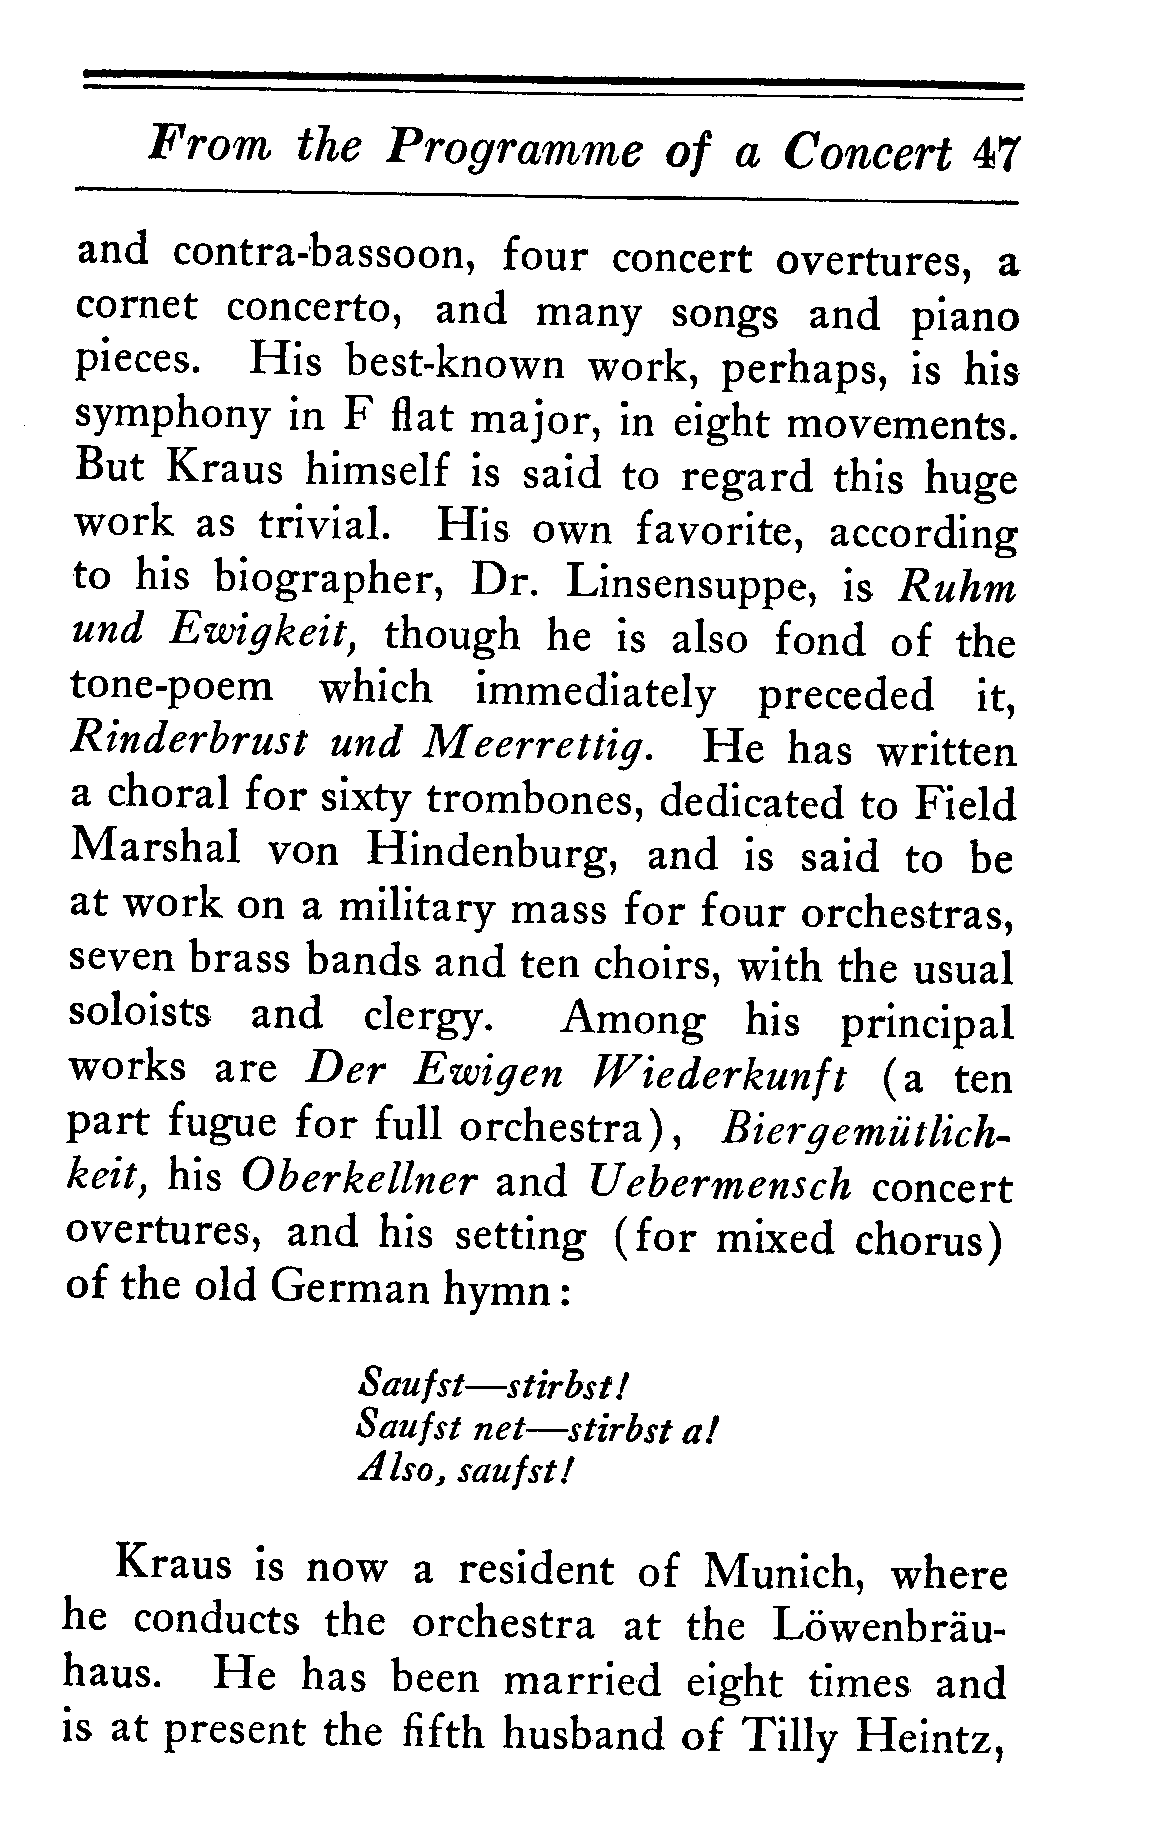 From the Programme of a Concert 47
and contra-bassoon, four concert overtures, a
cornet concerto, and many songs and piano
pieces. His best-known work, perhaps, is his
symphony in F flat major, in eight movements.
But Kraus himself is said to regard this huge
work as trivial. His own favorite, according
to his biographer, Dr. Linsensuppe, is Ruhm
und Ewigkeit, though he is also fond of the
tone-poem which immediately preceded it,
Rinderbrust und Meerrettig. He has written
a choral for sixty trombones, dedicated to Field
Marshal von Hindenburg, and is said to be
at work on a military mass for four orchestras,
seven brass bands and ten choirs, with the usual
soloists and clergy. Among his principal
works are Der Ewigen Wiederkunft (a ten
part fugue for full orchestra), Biergemütlich-
keit, his Oberkellner and Uebermensch concert
overtures, and his setting (for mixed chorus)
of the old German hymn:
Saufst—stirbst!
Saufst net—stirbst a!
Also, saufst!
Kraus is now a resident of Munich, where
he conducts the orchestra at the Löwenbräu-
haus. He has been married eight times and
is at present the fifth husband of Tilly Heintz,